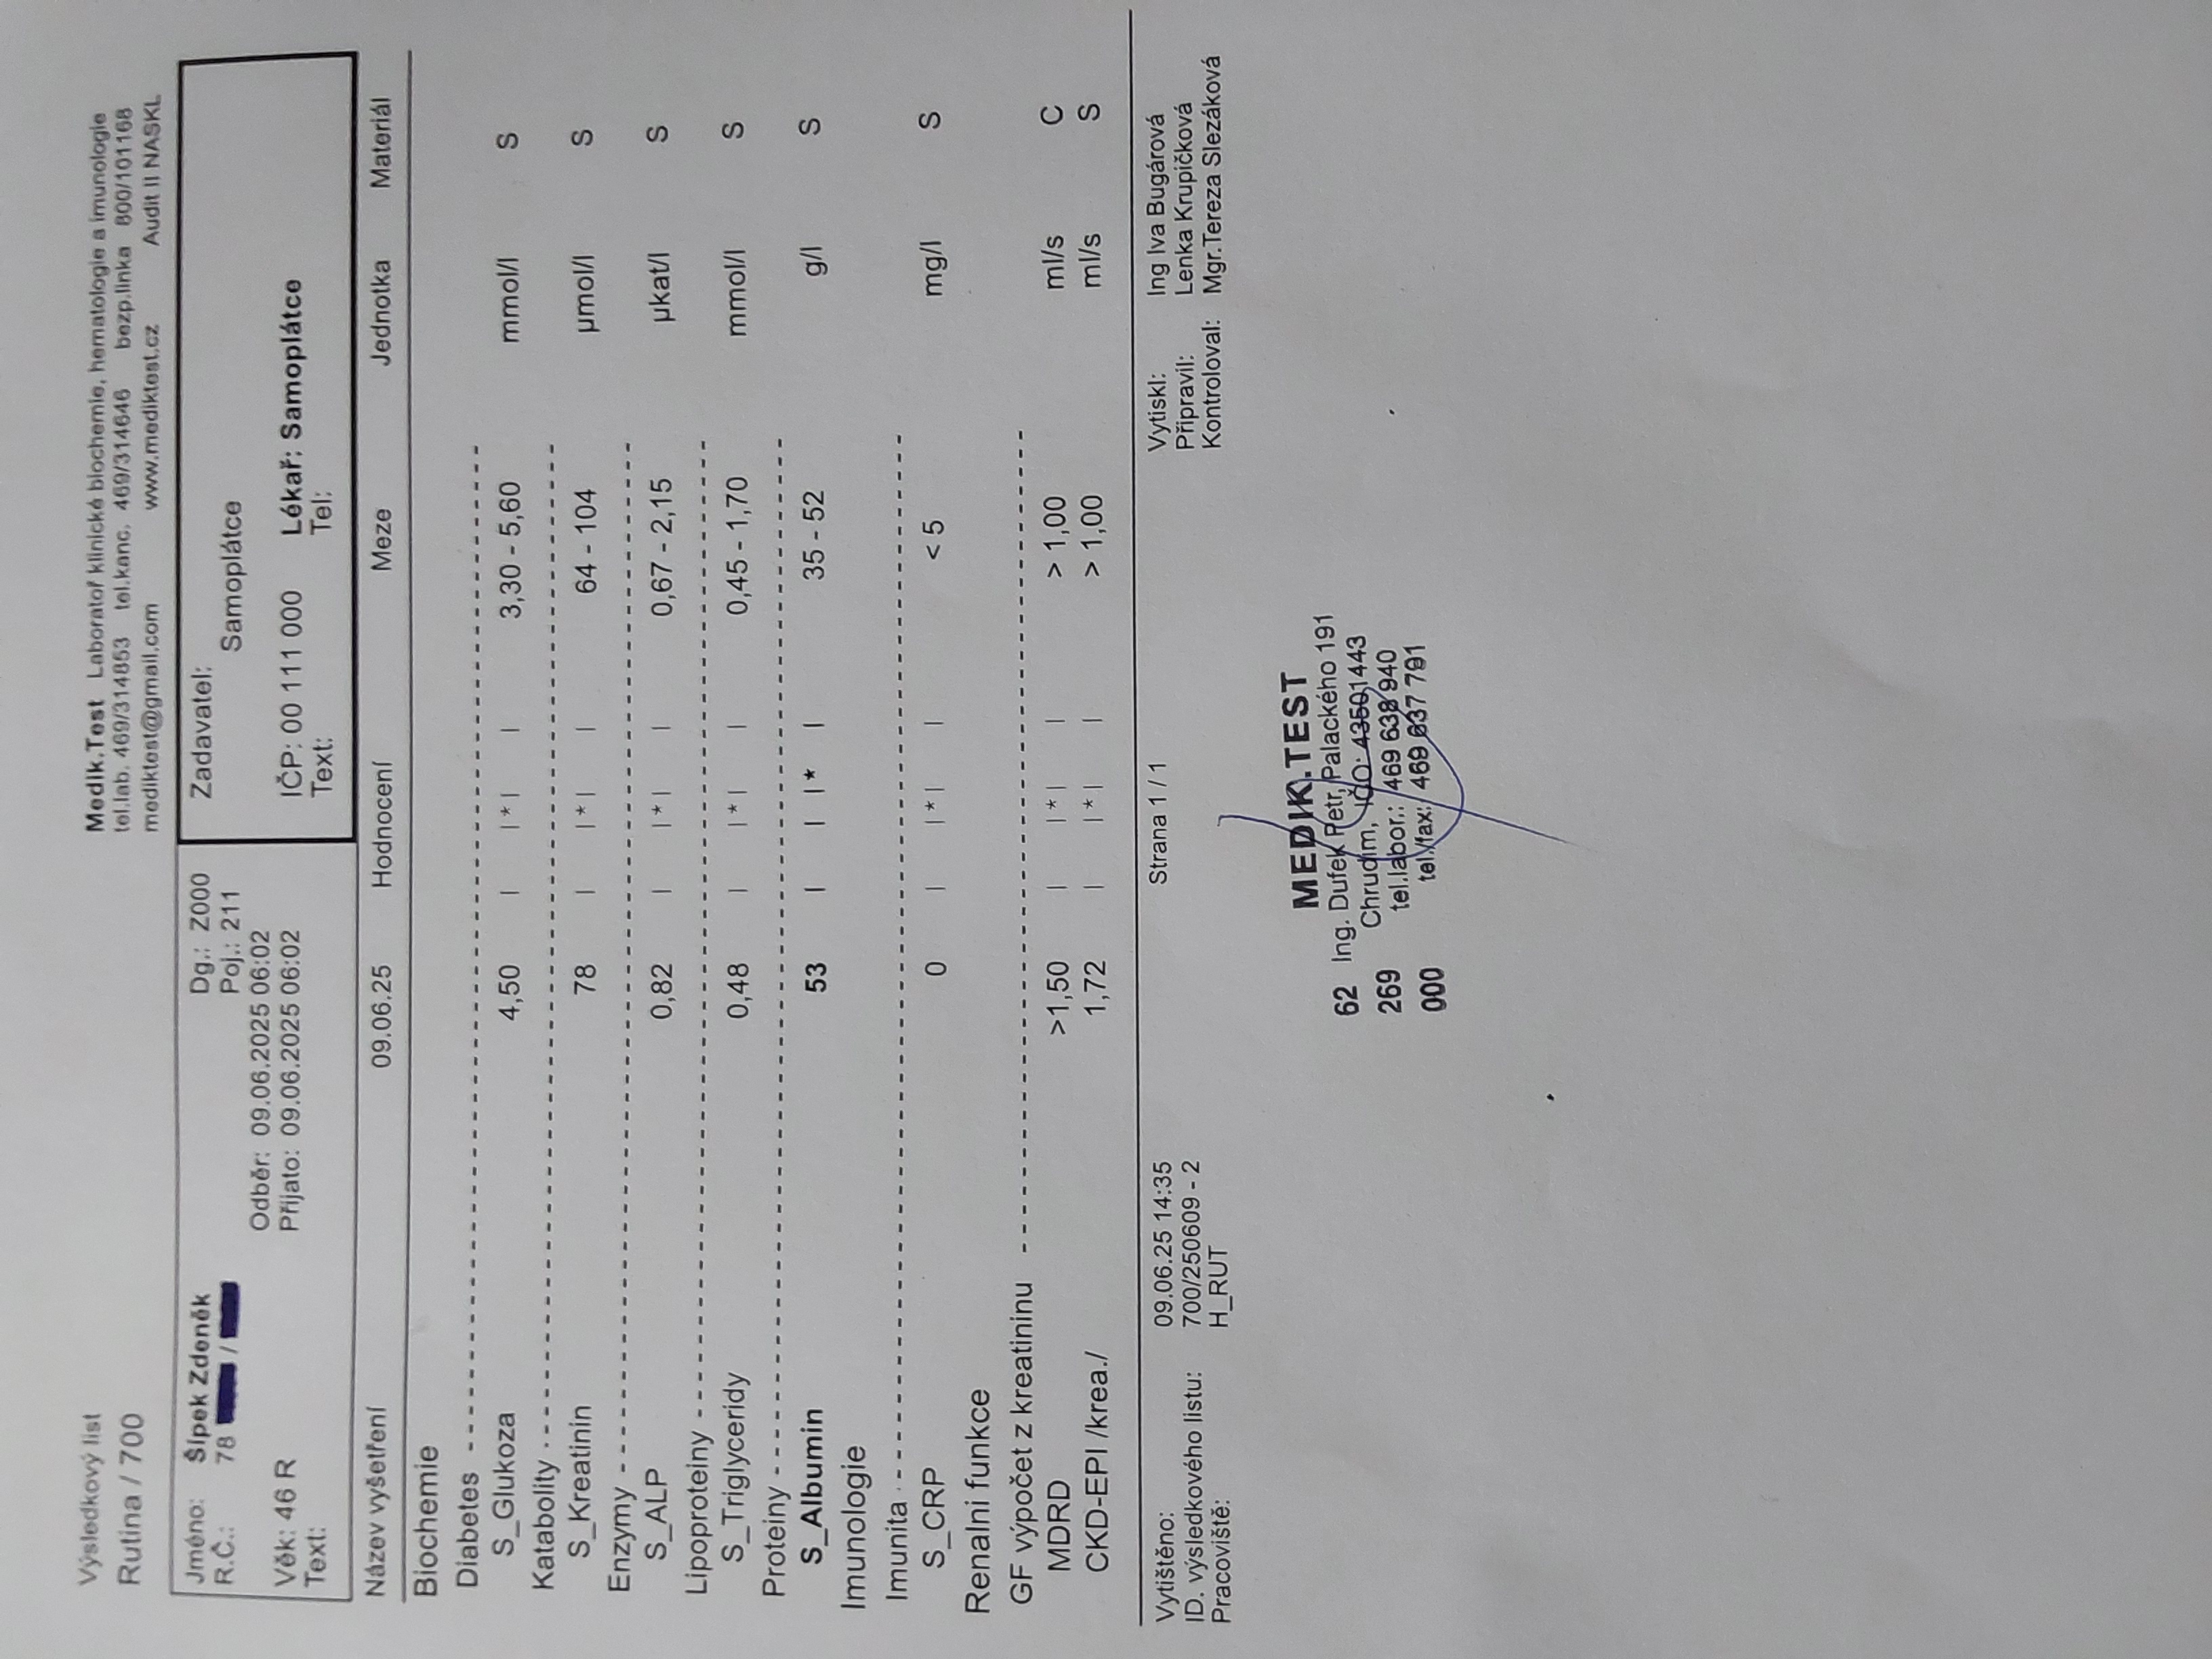 Výsledkový list
Rutina / 700
Medik.Test Laboratoř klinické biochemie, hematologie a imunologie
tel.lab. 469/314853 tel.kanc. 469/314646 bezp.linka 800/101168
mediktest@gmail.com www.mediktest.cz Audit II NASKL
Jméno: Šípek Zdeněk Dg.: Z000
R.Č.: 78 / Poj.: 211
Odběr: 09.06.2025 06:02
Věk: 46 R Přijato: 09.06.2025 06:02
Text:
Zadavatel:
Samoplátce
IČP: 00 111 000 Lékař: Samoplátce
Text: Tel:
Název vyšetření 09.06.25 Hodnocení Meze Jednotka Materiál
Biochemie
Diabetes
S_Glukoza 4,50 | |*| | 3,30 - 5,60 mmol/l S
Katabolity
S_Kreatinin 78 | |*| | 64 - 104 µmol/l S
Enzymy
S_ALP 0,82 | |*| | 0,67 - 2,15 µkat/l S
Lipoproteiny
S_Triglyceridy 0,48 | |*| | 0,45 - 1,70 mmol/l S
Proteiny
S_Albumin 53 | | |* | 35 - 52 g/l S
Imunologie
Imunita
S_CRP 0 | |*| | < 5 mg/l S
Renalni funkce
GF výpočet z kreatininu
MDRD >1,50 | |*| | > 1,00 ml/s C
CKD-EPI /krea./ 1,72 | |*| | > 1,00 ml/s S
Vytištěno: 09.06.25 14:35 Strana 1 / 1 Vytiskl: Ing Iva Bugárová
ID. výsledkového listu: 700/250609 - 2 Připravil: Lenka Krupičková
Pracoviště: H_RUT Kontroloval: Mgr.Tereza Slezáková
MEDIK.TEST
62 Ing. Dufek Petr, Palackého 191
Chrudim, IČO: 43501443
269 tel.labor.: 469 638 940
000 tel./fax: 469 637 791